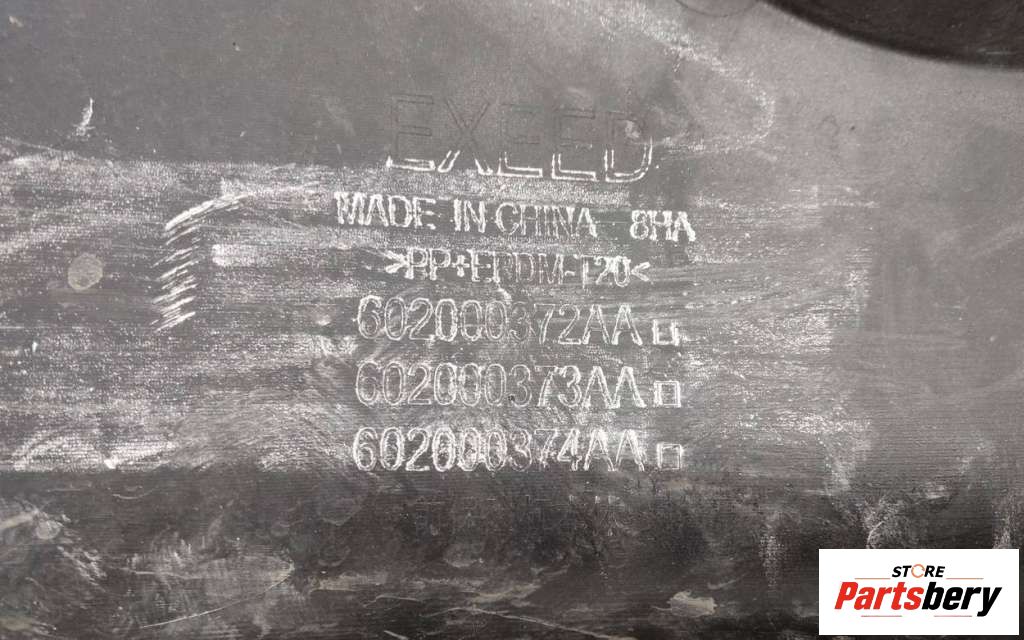 EXEED
MADE IN CHINA 8HA
>PP+EPDM-T20<
602000372AA
602000373AA
602000374AA
STORE
Partsbery